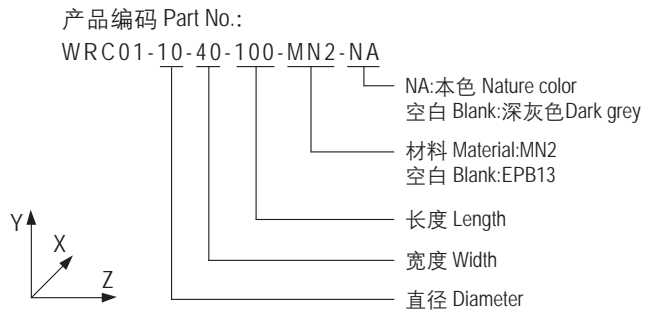 产品编码 Part No.:
WRC01-10-40-100-MN2-NA
NA:本色 Nature color
空白 Blank:深灰色Dark grey
材料 Material:MN2
空白 Blank:EPB13
长度 Length
宽度 Width
直径 Diameter
Y
X
Z